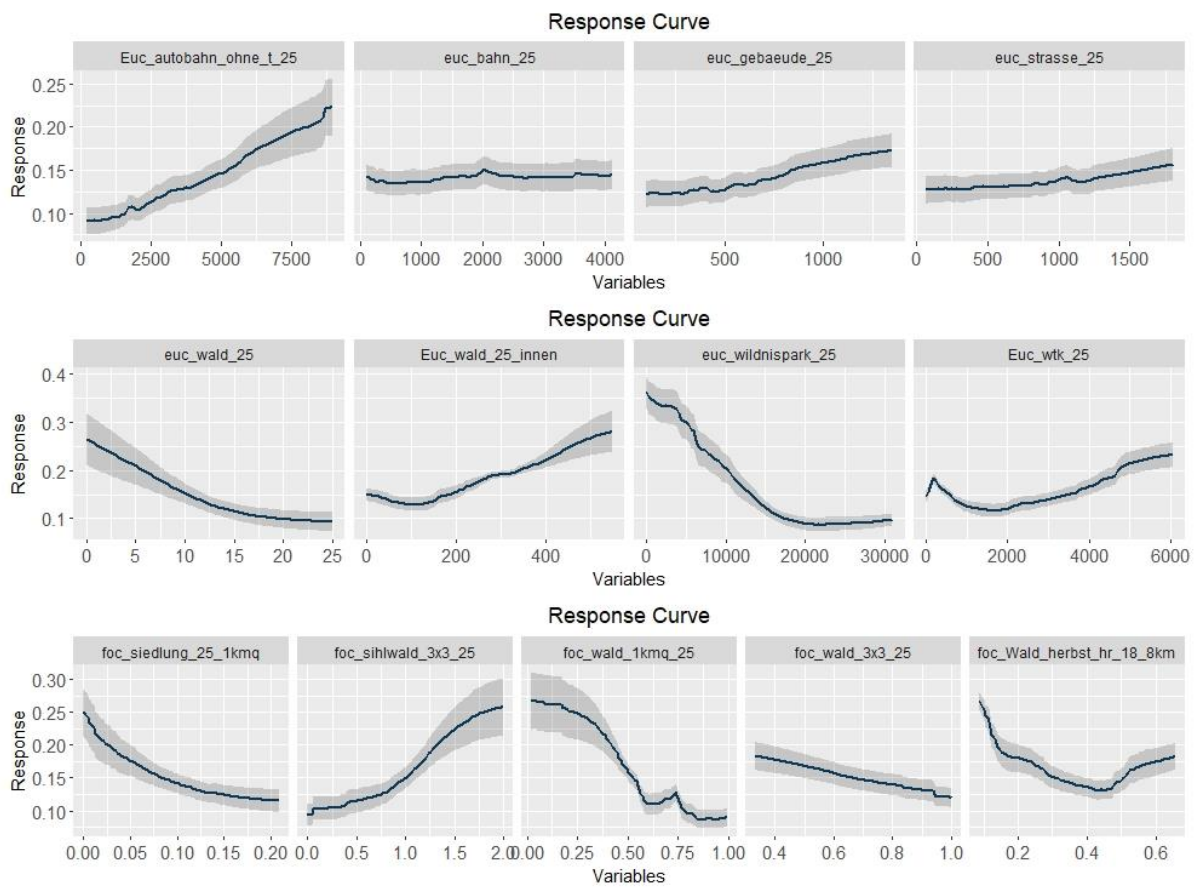 Response Curve
Euc_autobahn_ohne_t_25 euc_bahn_25 euc_gebaeude_25 euc_strasse_25
0.25
0.20
0.15
0.10
Response
0 2500 5000 7500 0 1000 2000 3000 4000 500 1000 0 500 1000 1500
Variables
Response Curve
euc_wald_25 Euc_wald_25_innen euc_wildnispark_25 Euc_wtk_25
0.4
0.3
0.2
0.1
Response
0 5 10 15 20 25 0 200 400 0 10000 20000 30000 0 2000 4000 6000
Variables
Response Curve
foc_siedlung_25_1kmq foc_sihlwald_3x3_25 foc_wald_1kmq_25 foc_wald_3x3_25 foc_Wald_herbst_hr_18_8km
0.30
0.25
0.20
0.15
0.10
Response
0.00 0.05 0.10 0.15 0.20 0.0 0.5 1.0 1.5 2.0 0.00 0.25 0.50 0.75 1.00 0.4 0.6 0.8 1.0 0.2 0.4 0.6
Variables